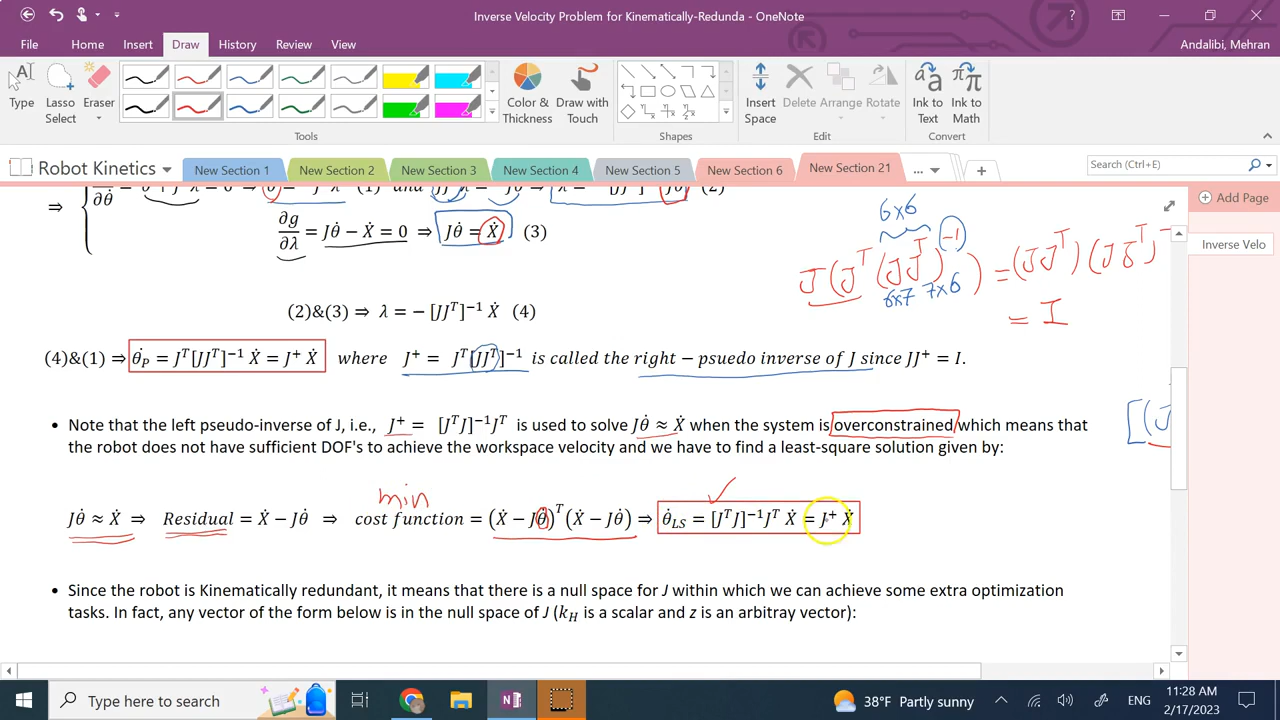 Inverse Velocity Problem for Kinematically-Redunda - OneNote
Andalibi, Mehran
File Home Insert Draw History Review View
Type Lasso Select Eraser Color & Thickness Draw with Touch Insert Space Delete Arrange Rotate Ink to Text Ink to Math
Tools Shapes Edit Convert
Robot Kinetics New Section 1 New Section 2 New Section 3 New Section 4 New Section 5 New Section 6 New Section 21 ... Search (Ctrl+E)
Add Page
Inverse Velo
⇒ ∂θ̇ (1) and (2)
6x6
∂g/∂λ = Jθ̇ − Ẋ = 0 ⇒ Jθ̇ = Ẋ (3)
J(Jᵀ(JJᵀ)⁻¹) = (JJᵀ)(JJᵀ)⁻
6x7 7x6
= I
(2)&(3) ⇒ λ = − [JJᵀ]⁻¹ Ẋ (4)
(4)&(1) ⇒ θ̇_P = Jᵀ[JJᵀ]⁻¹ Ẋ = J⁺ Ẋ where J⁺ = Jᵀ[JJᵀ]⁻¹ is called the right − psuedo inverse of J since JJ⁺ = I.
[(J
• Note that the left pseudo-inverse of J, i.e., J⁺ = [JᵀJ]⁻¹Jᵀ is used to solve Jθ̇ ≈ Ẋ when the system is overconstrained which means that
the robot does not have sufficient DOF's to achieve the workspace velocity and we have to find a least-square solution given by:
min
Jθ̇ ≈ Ẋ ⇒ Residual = Ẋ − Jθ̇ ⇒ cost function = (Ẋ − Jθ̇)ᵀ(Ẋ − Jθ̇) ⇒ θ̇_LS = [JᵀJ]⁻¹Jᵀ Ẋ = J⁺ Ẋ
• Since the robot is Kinematically redundant, it means that there is a null space for J within which we can achieve some extra optimization
tasks. In fact, any vector of the form below is in the null space of J (k_H is a scalar and z is an arbitray vector):
Type here to search
38°F Partly sunny
ENG
11:28 AM
2/17/2023